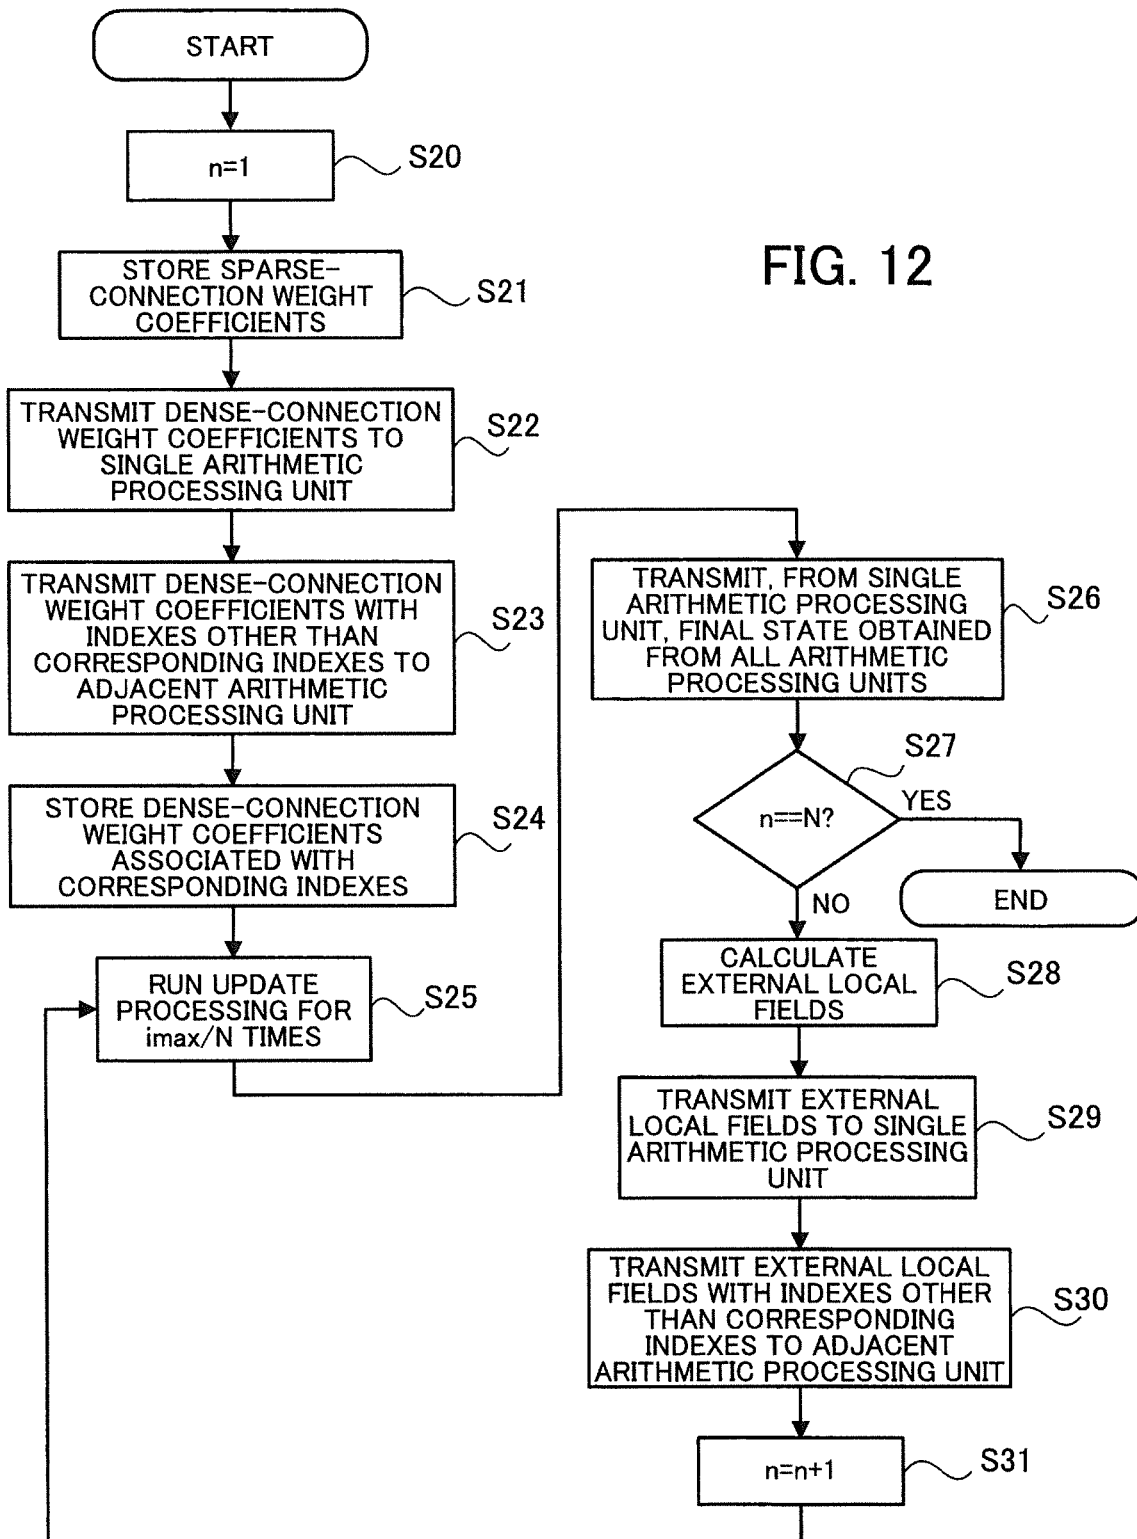 START
n=1
S20
FIG. 12
STORE SPARSE-
CONNECTION WEIGHT
COEFFICIENTS
S21
TRANSMIT DENSE-CONNECTION
WEIGHT COEFFICIENTS TO
SINGLE ARITHMETIC
PROCESSING UNIT
S22
TRANSMIT DENSE-CONNECTION
WEIGHT COEFFICIENTS WITH
INDEXES OTHER THAN
CORRESPONDING INDEXES TO
ADJACENT ARITHMETIC
PROCESSING UNIT
S23
STORE DENSE-CONNECTION
WEIGHT COEFFICIENTS
ASSOCIATED WITH
CORRESPONDING INDEXES
S24
RUN UPDATE
PROCESSING FOR
imax/N TIMES
S25
TRANSMIT, FROM SINGLE
ARITHMETIC PROCESSING
UNIT, FINAL STATE OBTAINED
FROM ALL ARITHMETIC
PROCESSING UNITS
S26
n==N?
S27
YES
END
NO
CALCULATE
EXTERNAL LOCAL
FIELDS
S28
TRANSMIT EXTERNAL
LOCAL FIELDS TO SINGLE
ARITHMETIC PROCESSING
UNIT
S29
TRANSMIT EXTERNAL LOCAL
FIELDS WITH INDEXES OTHER
THAN CORRESPONDING
INDEXES TO ADJACENT
ARITHMETIC PROCESSING UNIT
S30
n=n+1
S31